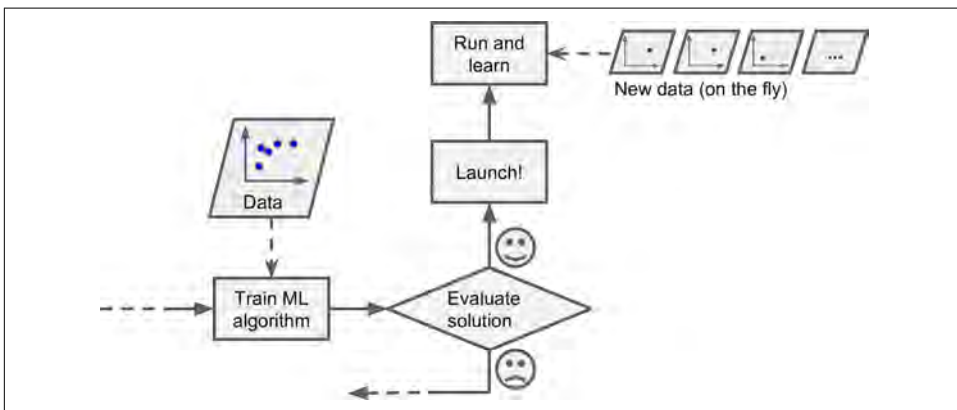 Run and
learn
...
New data (on the fly)
Launch!
Data
Train ML
algorithm
Evaluate
solution